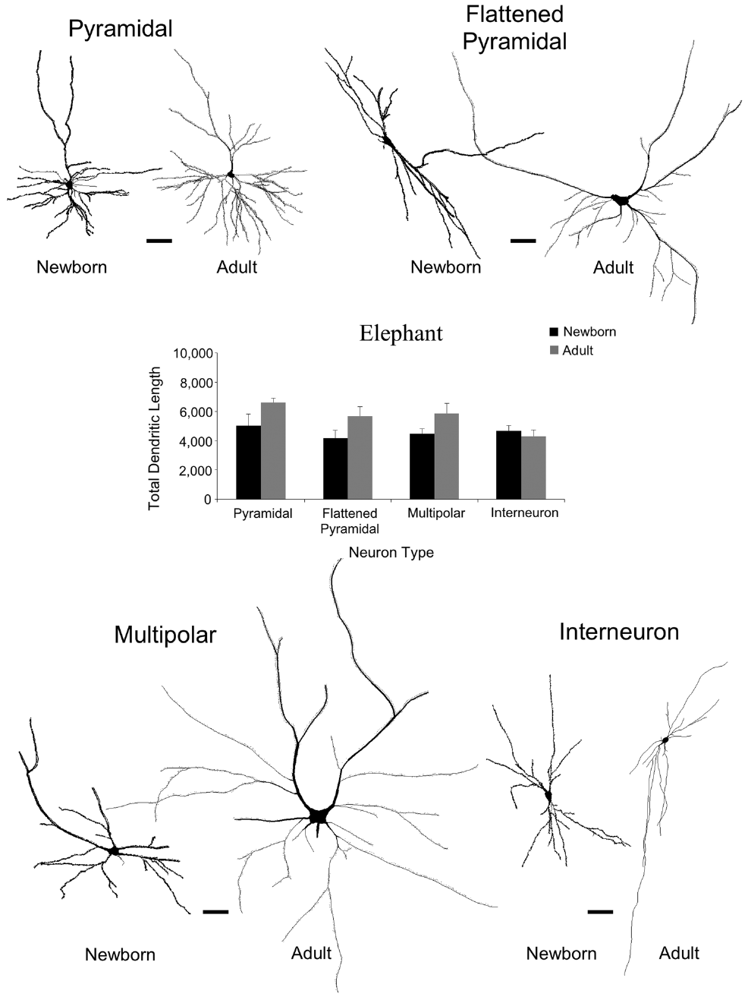 Pyramidal
Flattened
Pyramidal
Newborn
Adult
Newborn
Adult
Elephant
Newborn
Adult
Total Dendritic Length
10,000
8,000
6,000
4,000
2,000
0
Pyramidal
Flattened
Pyramidal
Multipolar
Interneuron
Neuron Type
Multipolar
Interneuron
Newborn
Adult
Newborn
Adult